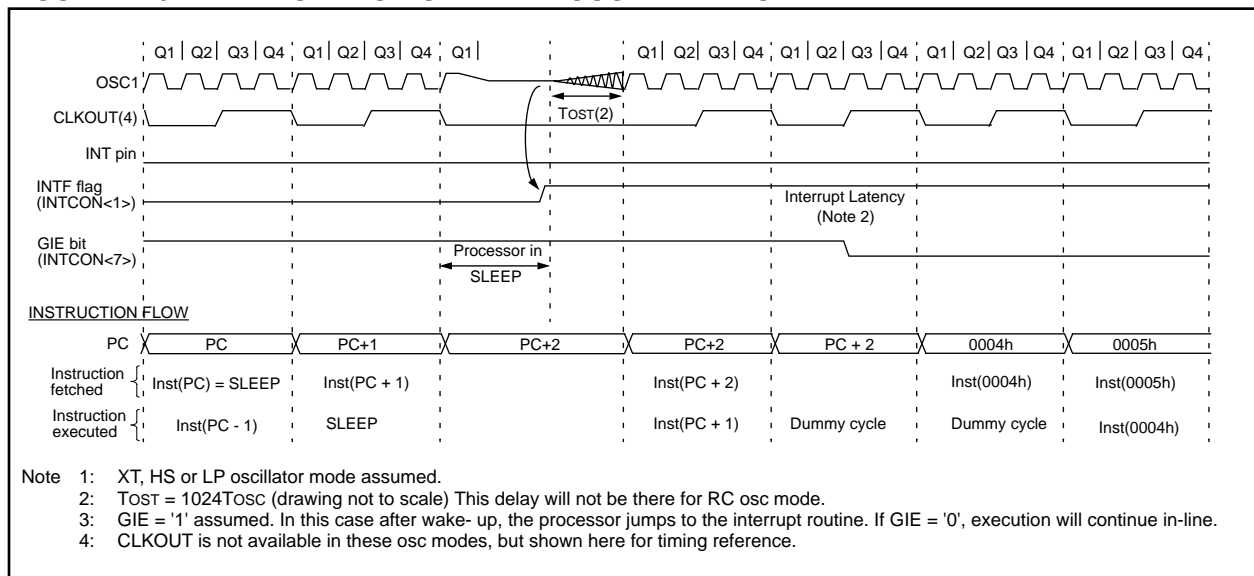 Q1 Q2 Q3 Q4 Q1 Q2 Q3 Q4 Q1 Q1 Q2 Q3 Q4 Q1 Q2 Q3 Q4 Q1 Q2 Q3 Q4 Q1 Q2 Q3 Q4
OSC1
TOST(2)
CLKOUT(4)
INT pin
INTF flag
(INTCON<1>)
Interrupt Latency
(Note 2)
GIE bit
(INTCON<7>)
Processor in
SLEEP
INSTRUCTION FLOW
PC PC PC+1 PC+2 PC+2 PC + 2 0004h 0005h
Instruction
fetched
Inst(PC) = SLEEP Inst(PC + 1) Inst(PC + 2) Inst(0004h) Inst(0005h)
Instruction
executed
Inst(PC - 1) SLEEP Inst(PC + 1) Dummy cycle Dummy cycle Inst(0004h)
Note 1: XT, HS or LP oscillator mode assumed.
2: TOST = 1024TOSC (drawing not to scale) This delay will not be there for RC osc mode.
3: GIE = '1' assumed. In this case after wake- up, the processor jumps to the interrupt routine. If GIE = '0', execution will continue in-line.
4: CLKOUT is not available in these osc modes, but shown here for timing reference.